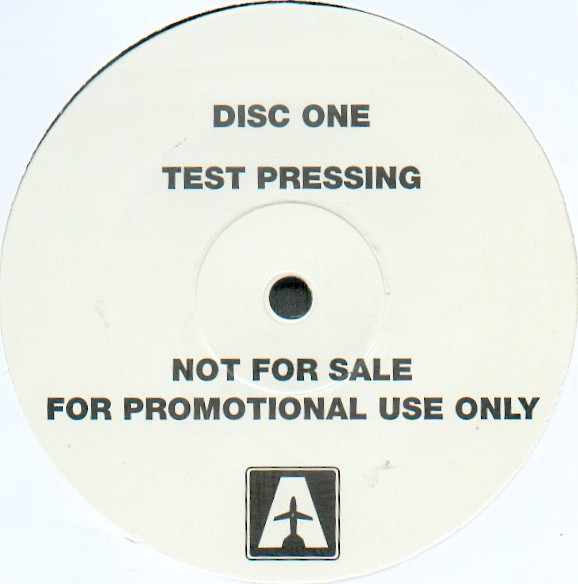 DISC ONE
TEST PRESSING
NOT FOR SALE
FOR PROMOTIONAL USE ONLY
A